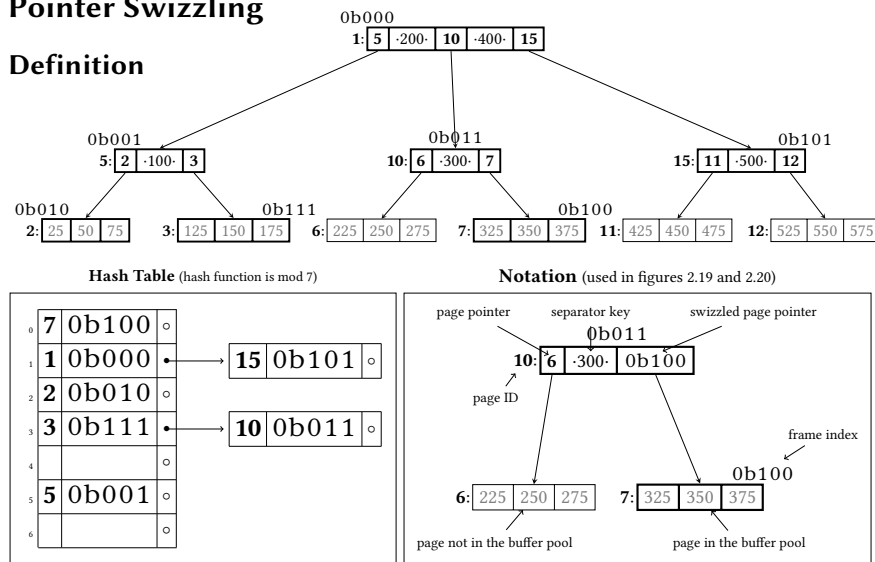 Pointer Swizzling
0b000
1: 5 ·200· 10 ·400· 15
Definition
0b001 0b011 0b101
5: 2 ·100· 3 10: 6 ·300· 7 15: 11 ·500· 12
0b010 0b111 0b100
2: 25 50 75 3: 125 150 175 6: 225 250 275 7: 325 350 375 11: 425 450 475 12: 525 550 575
Hash Table (hash function is mod 7)
0 7 0b100
1 1 0b000 15 0b101
2 2 0b010
3 3 0b111 10 0b011
4
5 5 0b001
6
Notation (used in figures 2.19 and 2.20)
page pointer separator key swizzled page pointer
0b011
10: 6 ·300· 0b100
page ID
frame index
0b100
6: 225 250 275 7: 325 350 375
page not in the buffer pool page in the buffer pool